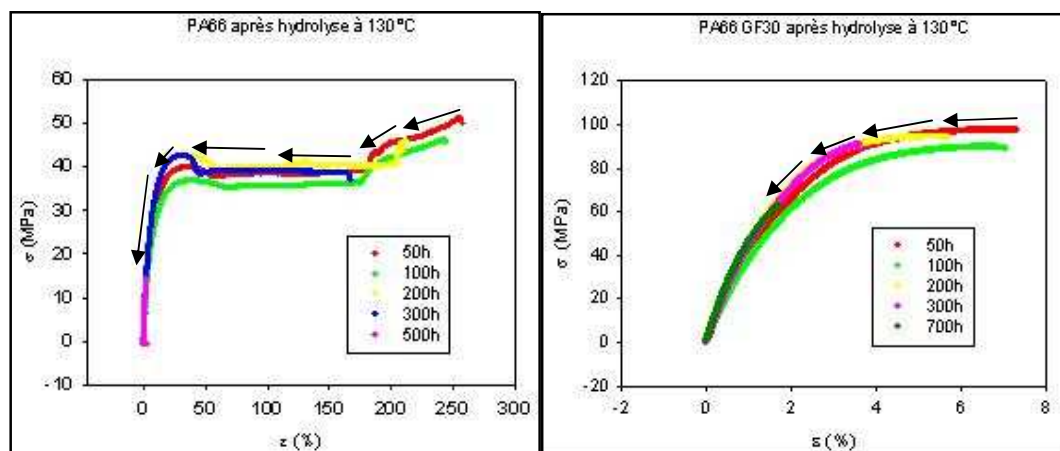 PA66 après hydrolyse à 130°C
60
50
40
30
20
10
0
- 10
σ (MPa)
0
50
100
150
200
250
300
ε (%)
50h
100h
200h
300h
500h
PA66 GF30 après hydrolyse à 130°C
120
100
80
60
40
20
0
-20
σ (MPa)
-2
0
2
4
6
8
ε (%)
50h
100h
200h
300h
700h